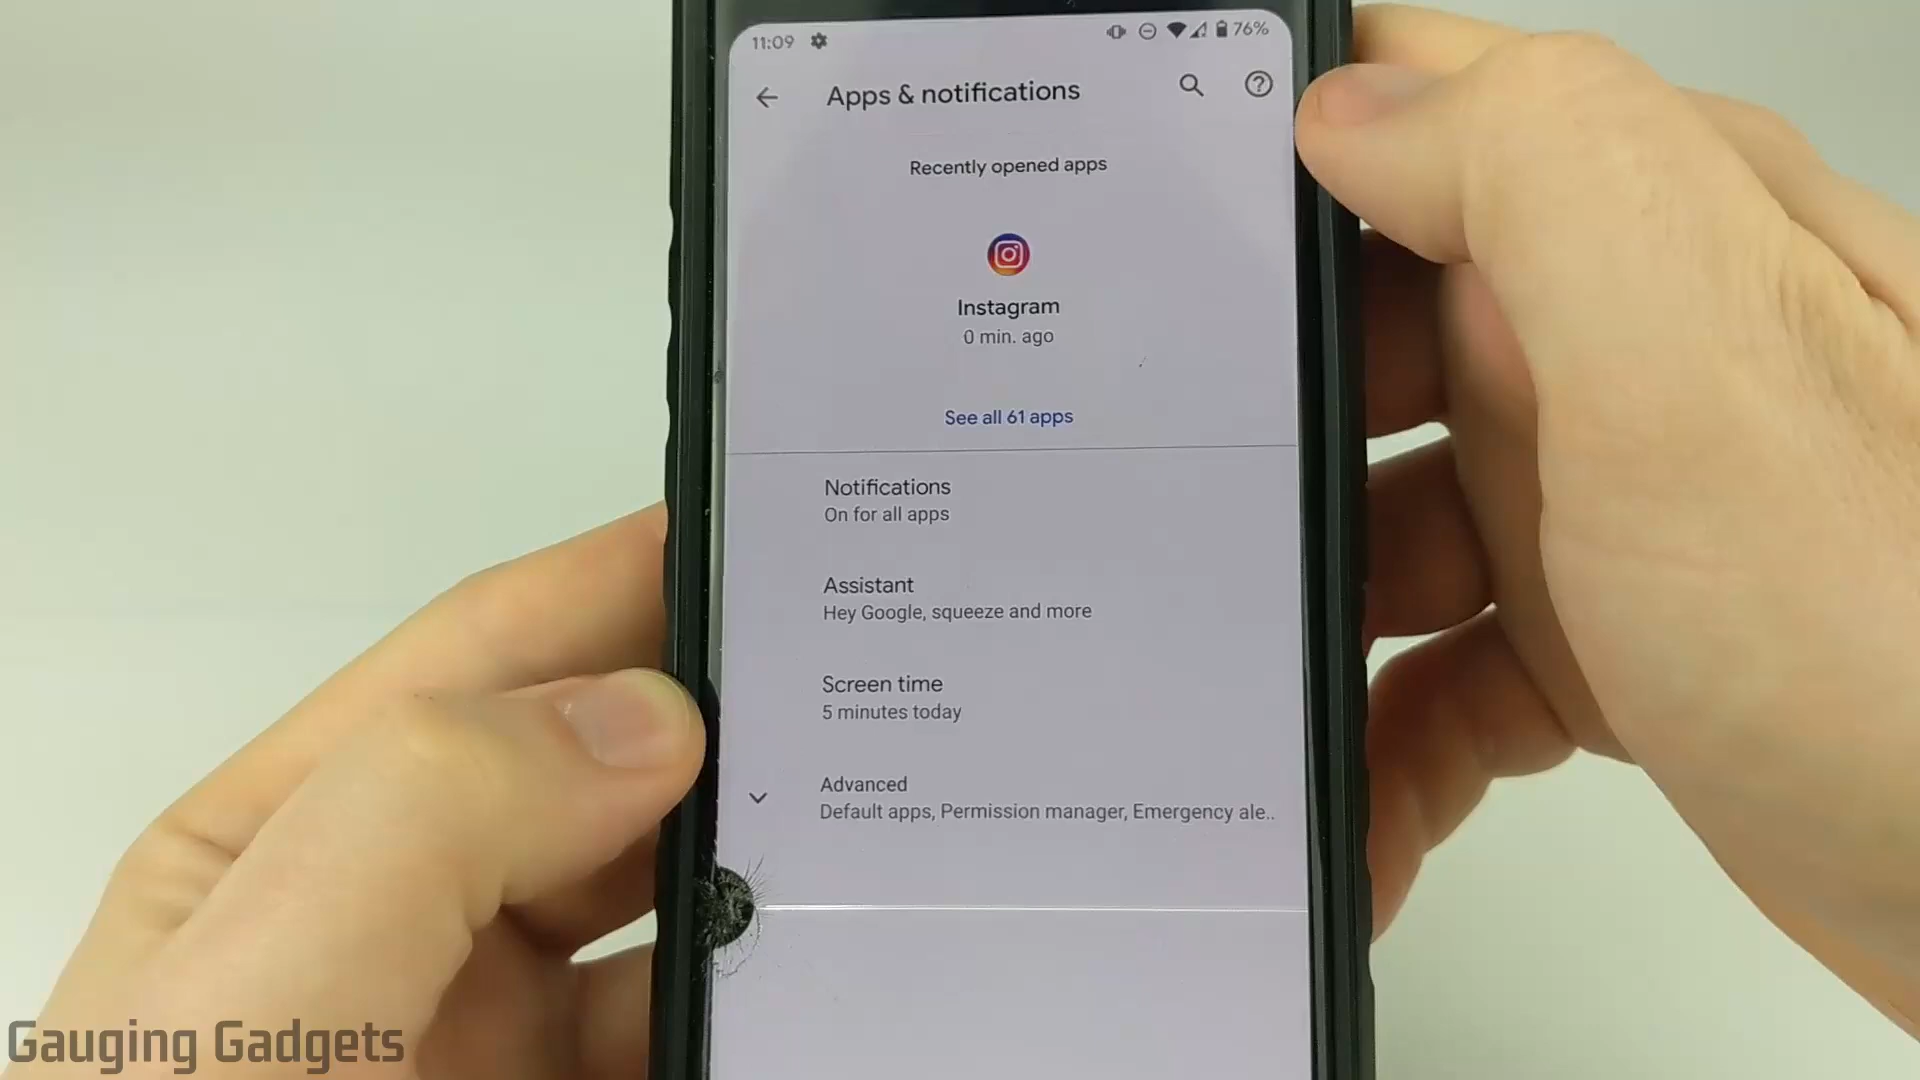 11:09 76%
Apps & notifications
Recently opened apps
Instagram
0 min. ago
See all 61 apps
Notifications
On for all apps
Assistant
Hey Google, squeeze and more
Screen time
5 minutes today
Advanced
Default apps, Permission manager, Emergency ale..
Gauging Gadgets